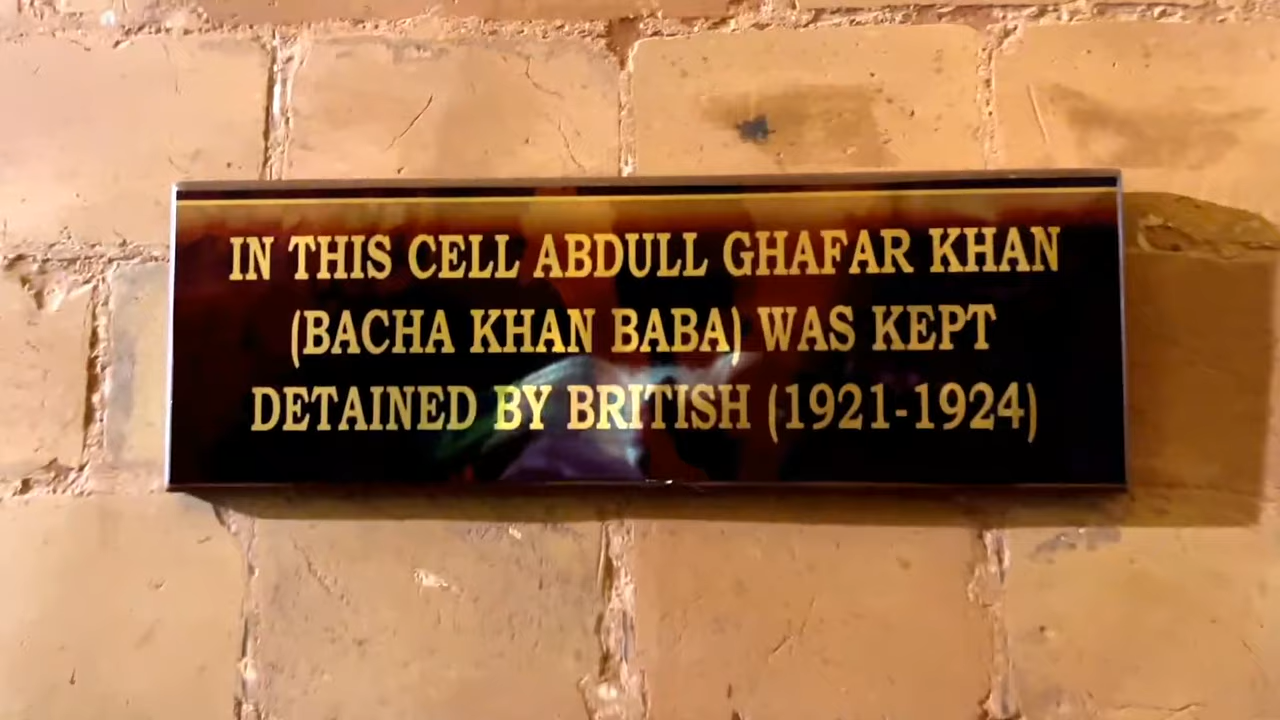 IN THIS CELL ABDULL GHAFAR KHAN
(BACHA KHAN BABA) WAS KEPT
DETAINED BY BRITISH (1921-1924)